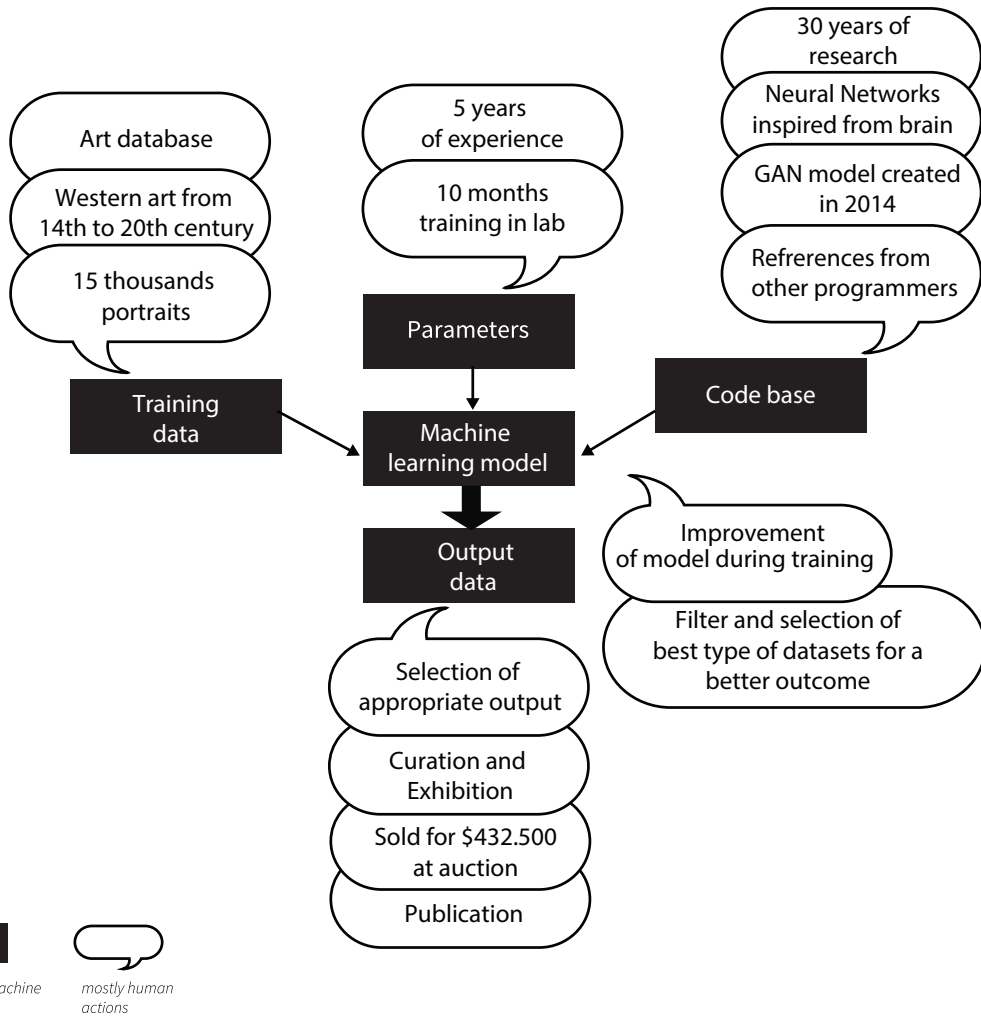 Art database
Western art from
14th to 20th century
15 thousands
portraits
Training
data
5 years
of experience
10 months
training in lab
Parameters
30 years of
research
Neural Networks
inspired from brain
GAN model created
in 2014
Refrerences from
other programmers
Code base
Machine
learning model
Output
data
Improvement
of model during training
Filter and selection of
best type of datasets for a
better outcome
Selection of
appropriate output
Curation and
Exhibition
Sold for $432.500
at auction
Publication
mostly human
actions